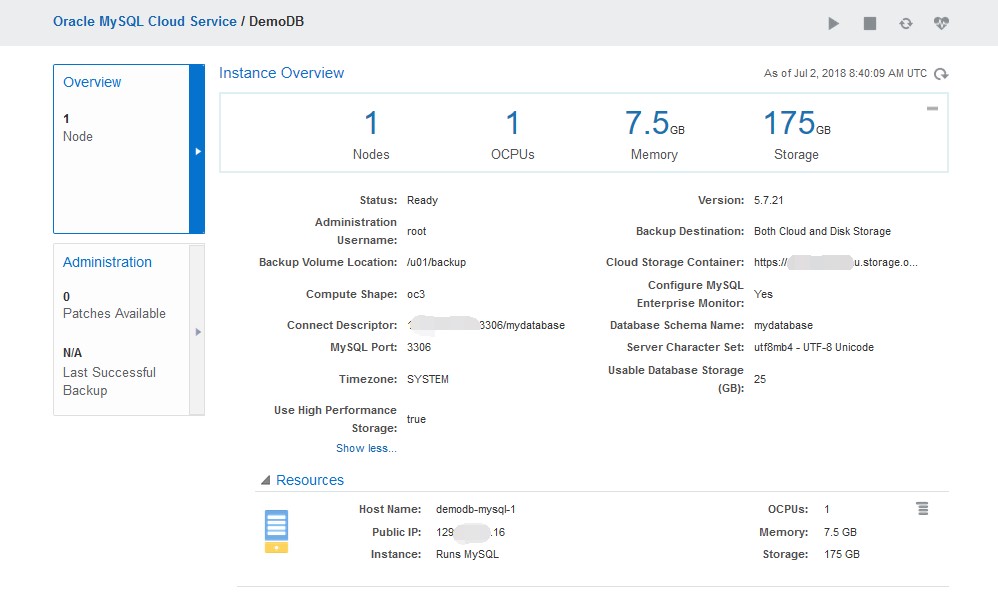 Oracle MySQL Cloud Service / DemoDB
Overview
1
Node
Administration
0
Patches Available
N/A
Last Successful
Backup
Instance Overview
As of Jul 2, 2018 8:40:09 AM UTC
1
Nodes
1
OCPUs
7.5GB
Memory
175GB
Storage
Status: Ready
Version: 5.7.21
Administration
Username: root
Backup Destination: Both Cloud and Disk Storage
Backup Volume Location: /u01/backup
Cloud Storage Container: https:// u.storage.o...
Compute Shape: oc3
Configure MySQL
Enterprise Monitor: Yes
Connect Descriptor: 3306/mydatabase
Database Schema Name: mydatabase
MySQL Port: 3306
Server Character Set: utf8mb4 - UTF-8 Unicode
Timezone: SYSTEM
Usable Database Storage
(GB): 25
Use High Performance
Storage: true
Show less...
Resources
Host Name: demodb-mysql-1
OCPUs: 1
Public IP: 129 .16
Memory: 7.5 GB
Instance: Runs MySQL
Storage: 175 GB